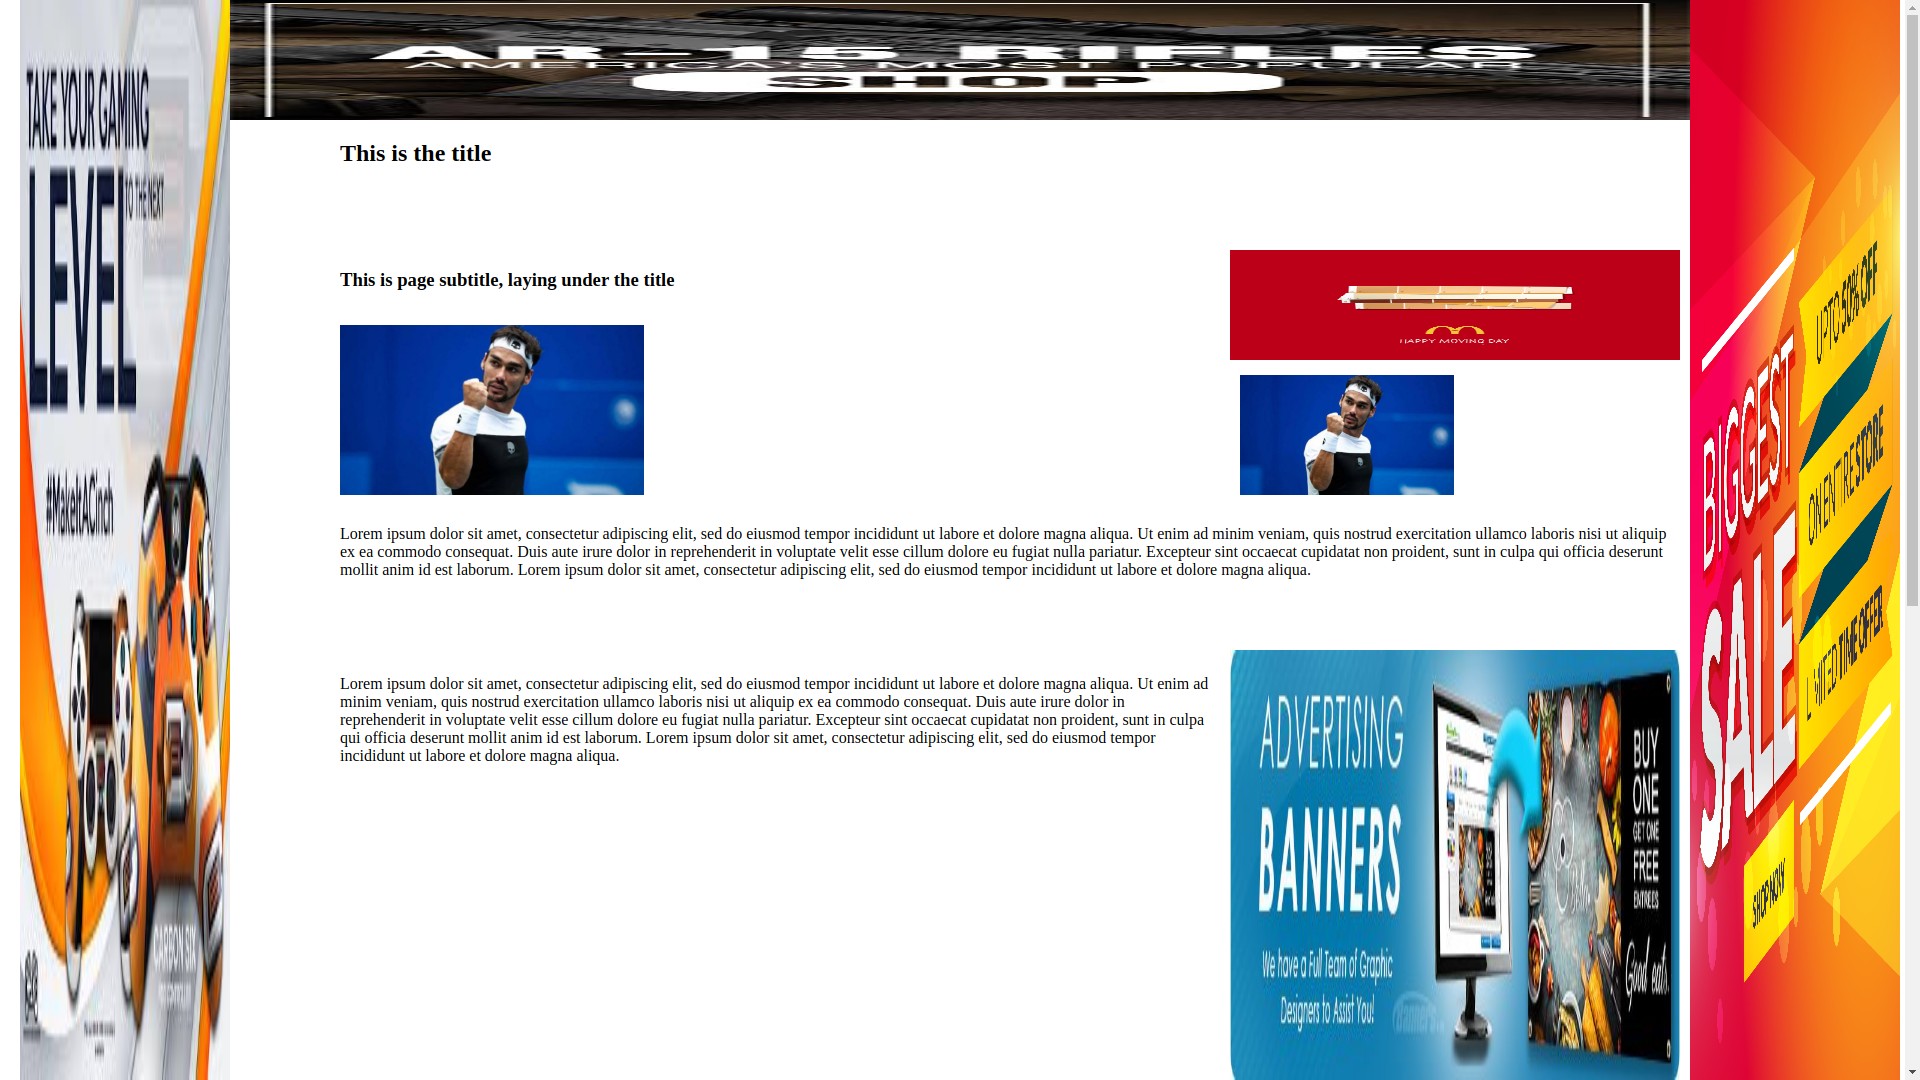 AR-15 RIFLES
AMERICA'S MOST POPULAR
SHOP
TAKE YOUR GAMING
LEVEL
TO THE NEXT
#MakeItACinch
CARBON SIX
This is the title
This is page subtitle, laying under the title
HAPPY MOVING DAY
Lorem ipsum dolor sit amet, consectetur adipiscing elit, sed do eiusmod tempor incididunt ut labore et dolore magna aliqua. Ut enim ad minim veniam, quis nostrud exercitation ullamco laboris nisi ut aliquip
ex ea commodo consequat. Duis aute irure dolor in reprehenderit in voluptate velit esse cillum dolore eu fugiat nulla pariatur. Excepteur sint occaecat cupidatat non proident, sunt in culpa qui officia deserunt
mollit anim id est laborum. Lorem ipsum dolor sit amet, consectetur adipiscing elit, sed do eiusmod tempor incididunt ut labore et dolore magna aliqua.
Lorem ipsum dolor sit amet, consectetur adipiscing elit, sed do eiusmod tempor incididunt ut labore et dolore magna aliqua. Ut enim ad
minim veniam, quis nostrud exercitation ullamco laboris nisi ut aliquip ex ea commodo consequat. Duis aute irure dolor in
reprehenderit in voluptate velit esse cillum dolore eu fugiat nulla pariatur. Excepteur sint occaecat cupidatat non proident, sunt in culpa
qui officia deserunt mollit anim id est laborum. Lorem ipsum dolor sit amet, consectetur adipiscing elit, sed do eiusmod tempor
incididunt ut labore et dolore magna aliqua.
ADVERTISING
BANNERS
We have a Full Team of Graphic
Designers to Assist You!
BUY
ONE
GET ONE
FREE
ENTREES
Good eats.
BIGGEST
SALE
UPTO 50% OFF
ON ENTIRE STORE
LIMITED TIME OFFER
SHOP NOW